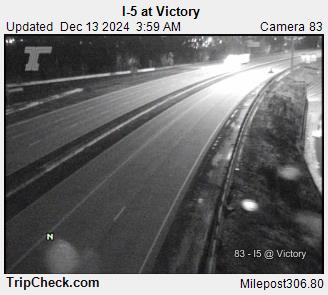 I-5 at Victory
Updated  Dec 13 2024  3:59 AM
Camera 83
T
N
83 - I5 @ Victory
TripCheck.com
Milepost306.80